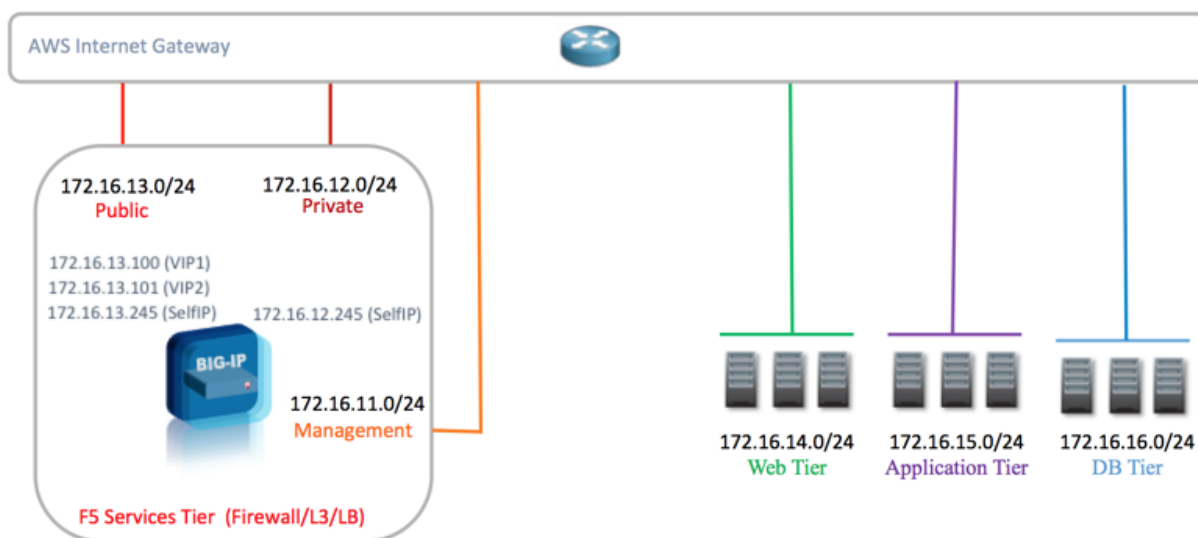 AWS Internet Gateway
172.16.13.0/24
Public
172.16.12.0/24
Private
172.16.13.100 (VIP1)
172.16.13.101 (VIP2)
172.16.13.245 (SelfIP)
172.16.12.245 (SelfIP)
BIG-IP
172.16.11.0/24
Management
F5 Services Tier (Firewall/L3/LB)
172.16.14.0/24
Web Tier
172.16.15.0/24
Application Tier
172.16.16.0/24
DB Tier